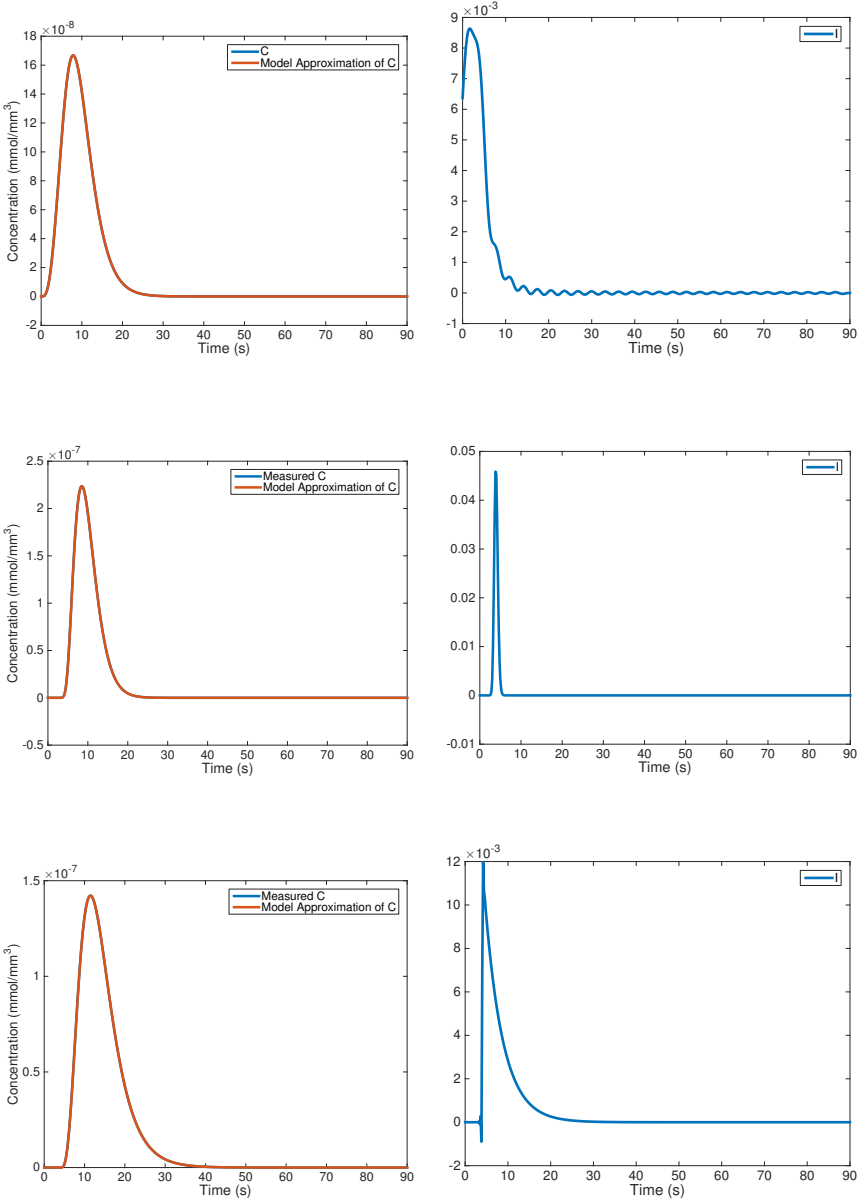 ×10-8
18
16
14
12
10
8
6
4
2
0
-2
0 10 20 30 40 50 60 70 80 90
Time (s)
Concentration (mmol/mm3)
C
Model Approximation of C
×10-3
9
8
7
6
5
4
3
2
1
0
-1
0 10 20 30 40 50 60 70 80 90
Time (s)
I
×10-7
2.5
2
1.5
1
0.5
0
-0.5
0 10 20 30 40 50 60 70 80 90
Time (s)
Concentration (mmol/mm3)
Measured C
Model Approximation of C
0.05
0.04
0.03
0.02
0.01
0
-0.01
0 10 20 30 40 50 60 70 80 90
Time (s)
I
×10-7
1.5
1
0.5
0
0 10 20 30 40 50 60 70 80 90
Time (s)
Concentration (mmol/mm3)
Measured C
Model Approximation of C
×10-3
12
10
8
6
4
2
0
-2
0 10 20 30 40 50 60 70 80 90
Time (s)
I